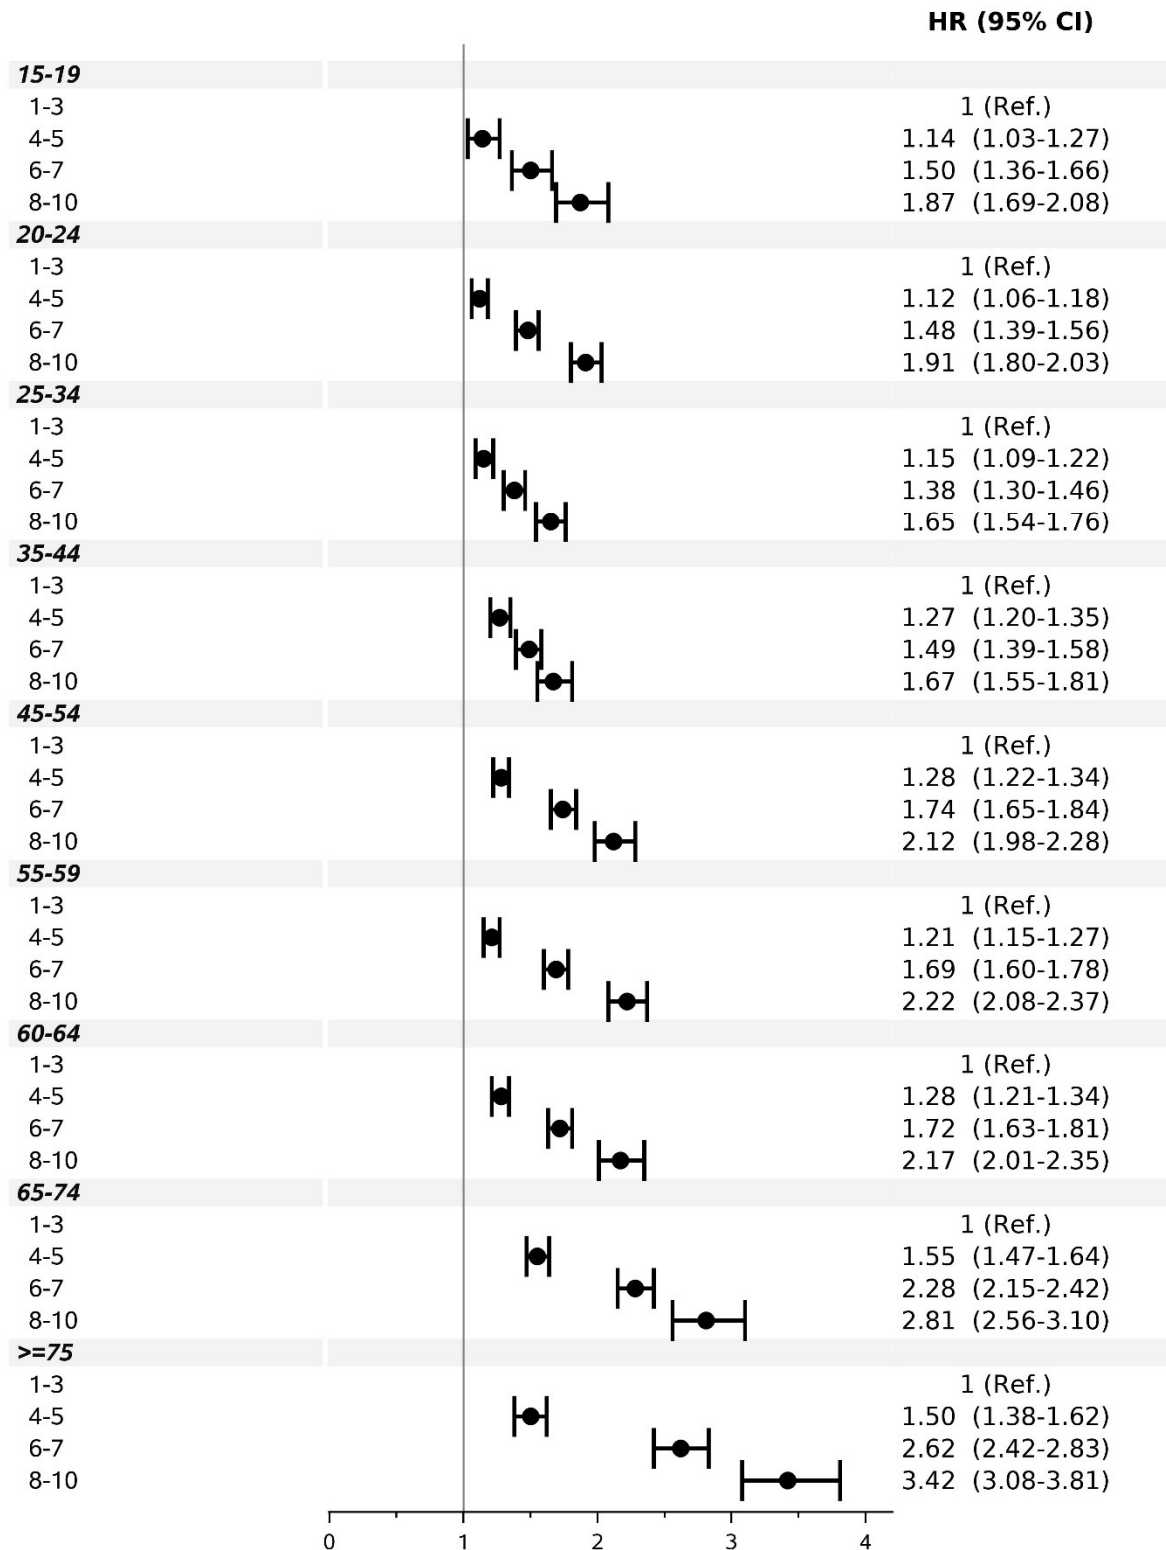 HR (95% CI)
15-19
1-3 1 (Ref.)
4-5 1.14 (1.03-1.27)
6-7 1.50 (1.36-1.66)
8-10 1.87 (1.69-2.08)
20-24
1-3 1 (Ref.)
4-5 1.12 (1.06-1.18)
6-7 1.48 (1.39-1.56)
8-10 1.91 (1.80-2.03)
25-34
1-3 1 (Ref.)
4-5 1.15 (1.09-1.22)
6-7 1.38 (1.30-1.46)
8-10 1.65 (1.54-1.76)
35-44
1-3 1 (Ref.)
4-5 1.27 (1.20-1.35)
6-7 1.49 (1.39-1.58)
8-10 1.67 (1.55-1.81)
45-54
1-3 1 (Ref.)
4-5 1.28 (1.22-1.34)
6-7 1.74 (1.65-1.84)
8-10 2.12 (1.98-2.28)
55-59
1-3 1 (Ref.)
4-5 1.21 (1.15-1.27)
6-7 1.69 (1.60-1.78)
8-10 2.22 (2.08-2.37)
60-64
1-3 1 (Ref.)
4-5 1.28 (1.21-1.34)
6-7 1.72 (1.63-1.81)
8-10 2.17 (2.01-2.35)
65-74
1-3 1 (Ref.)
4-5 1.55 (1.47-1.64)
6-7 2.28 (2.15-2.42)
8-10 2.81 (2.56-3.10)
>=75
1-3 1 (Ref.)
4-5 1.50 (1.38-1.62)
6-7 2.62 (2.42-2.83)
8-10 3.42 (3.08-3.81)
0 1 2 3 4